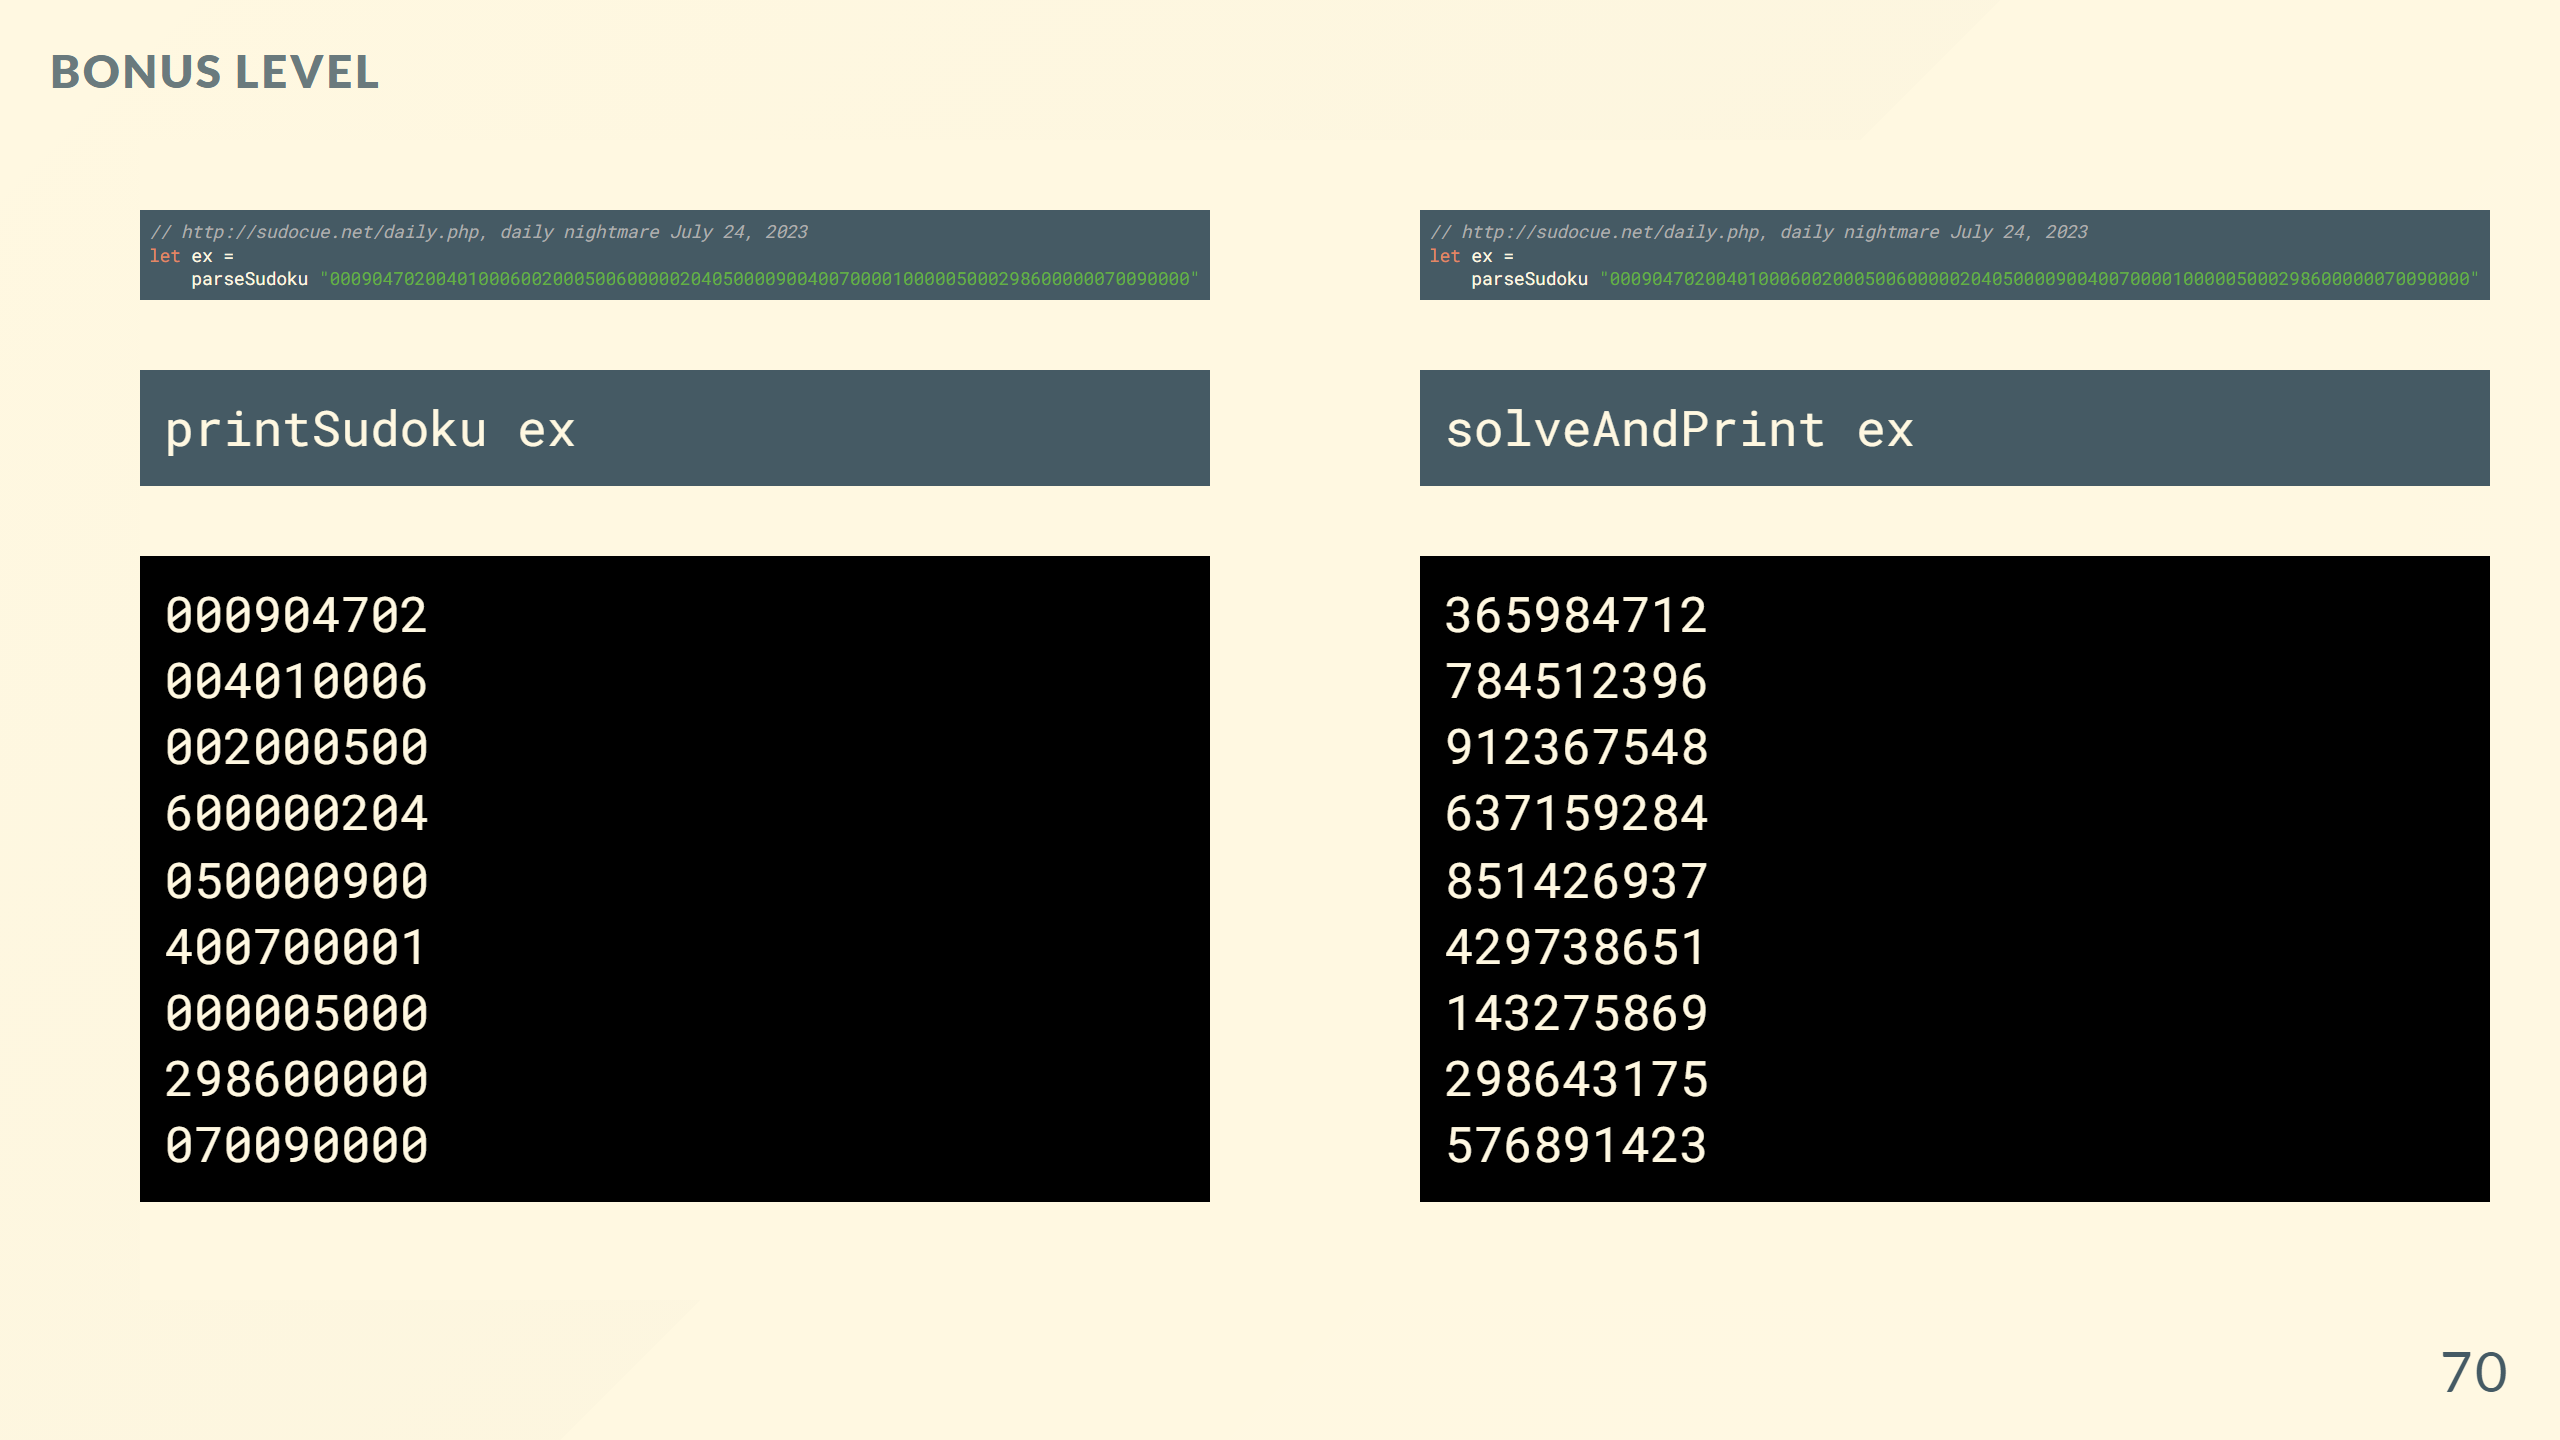 BONUS LEVEL
// http://sudocue.net/daily.php, daily nightmare July 24, 2023
let ex =
parseSudoku "000904702004010006002000500600000204050000900400700001000005000298600000070090000"
printSudoku ex
000904702
004010006
002000500
600000204
050000900
400700001
000005000
298600000
070090000
// http://sudocue.net/daily.php, daily nightmare July 24, 2023
let ex =
parseSudoku "000904702004010006002000500600000204050000900400700001000005000298600000070090000"
solveAndPrint ex
365984712
784512396
912367548
637159284
851426937
429738651
143275869
298643175
576891423
70